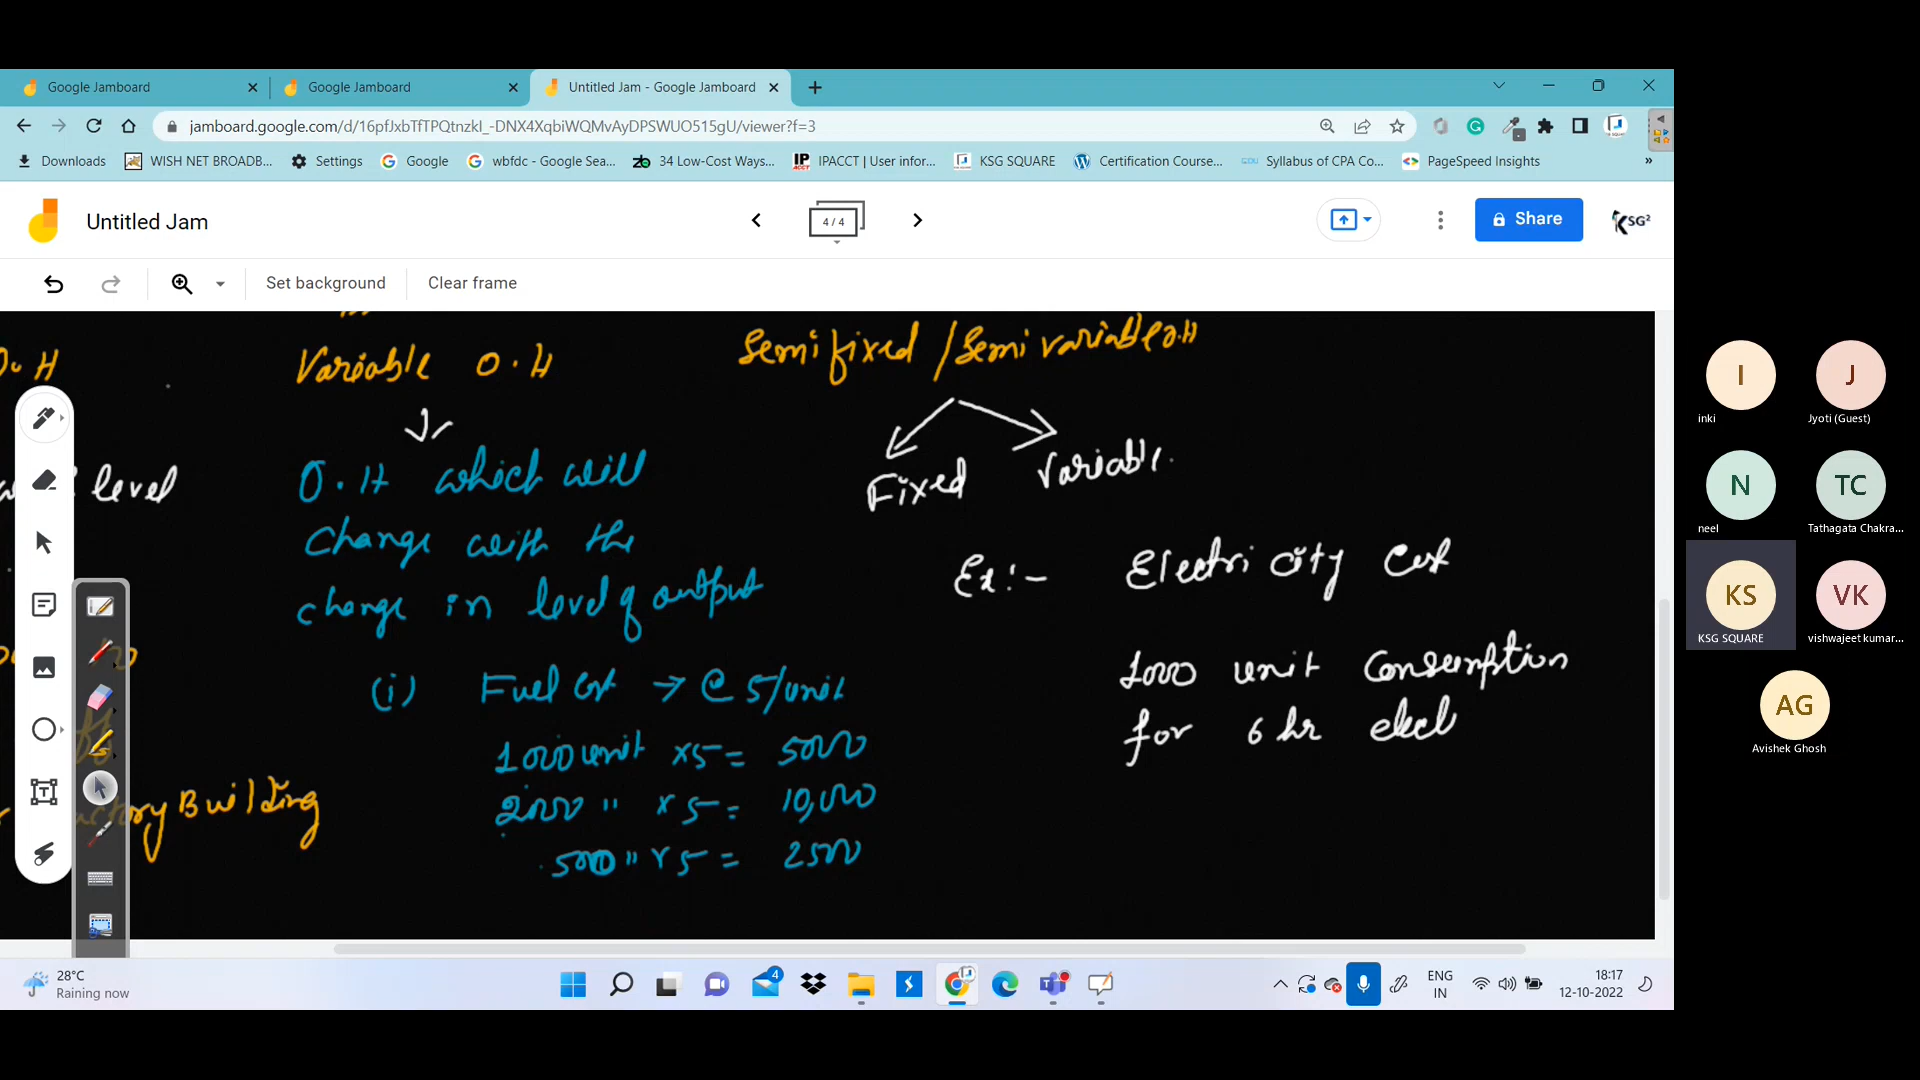 Google Jamboard
Google Jamboard
Untitled Jam - Google Jamboard
jamboard.google.com/d/16pfJxbTfTPQtnzkI_-DNX4XqbiWQMvAyDPSWUO515gU/viewer?f=3
Downloads
WISH NET BROADB...
Settings
Google
wbfdc - Google Sea...
34 Low-Cost Ways...
IPACCT | User infor...
KSG SQUARE
Certification Course...
Syllabus of CPA Co...
PageSpeed Insights
»
Untitled Jam
4 / 4
Share
KSG²
Set background
Clear frame
O.H
Variable O.H
Semi fixed / Semi variable O.H
level
O.H which will
Fixed
Variable
Change with the
change in level of output
Ex:- Electricity Cost
(i) Fuel Cost → @ 5/unit
1000 unit x5 = 5000
2000 " x 5 = 10,000
500 " x 5 = 2500
1000 unit Consumption
for 6 hr elect
Factory Building
I
inki
J
Jyoti (Guest)
N
neel
TC
Tathagata Chakra...
KS
KSG SQUARE
VK
vishwajeet kumar...
AG
Avishek Ghosh
28°C
Raining now
4
ENG
IN
18:17
12-10-2022